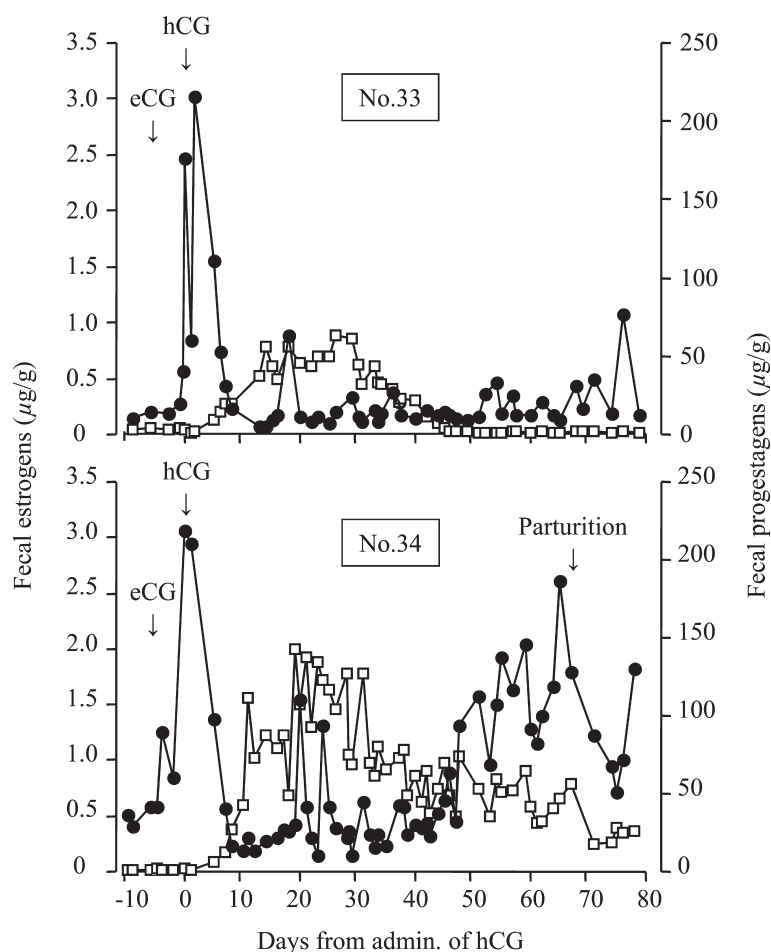 hCG
eCG
No.33
3.5
3.0
2.5
2.0
1.5
1.0
0.5
0
250
200
150
100
50
0
hCG
eCG
No.34
Parturition
3.5
3.0
2.5
2.0
1.5
1.0
0.5
0
250
200
150
100
50
0
-10 0 10 20 30 40 50 60 70 80
Days from admin. of hCG
Fecal estrogens (µg/g)
Fecal progestagens (µg/g)